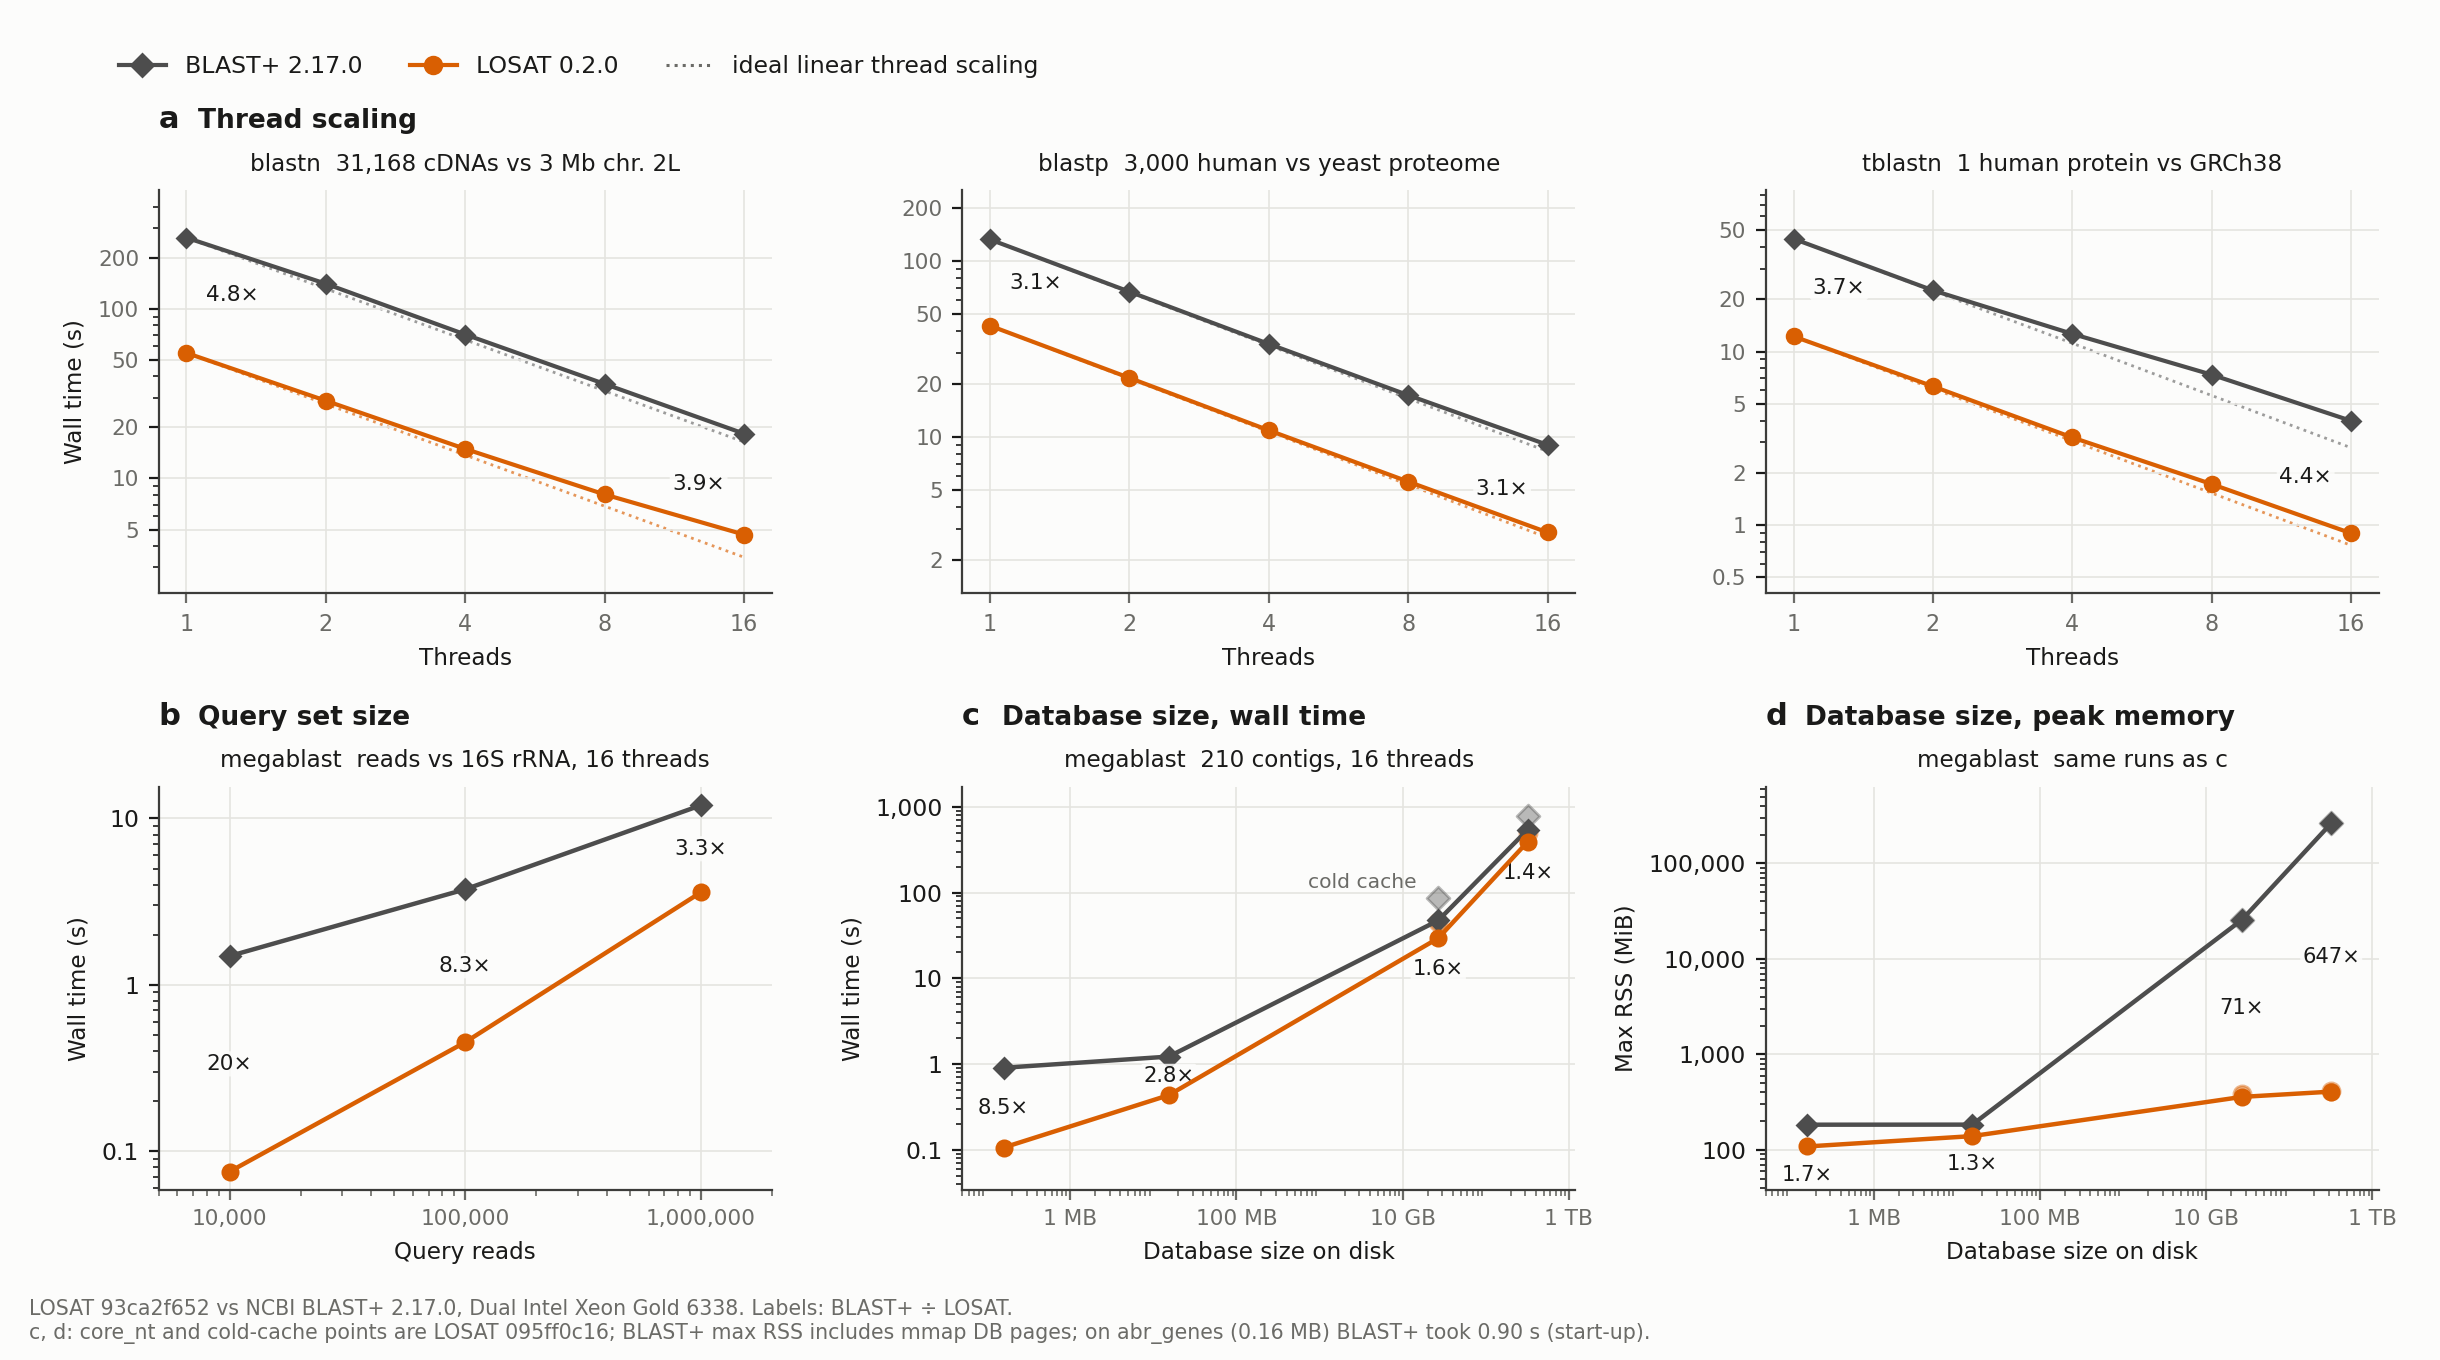 BLAST+ 2.17.0 LOSAT 0.2.0 ideal linear thread scaling
a Thread scaling
blastn 31,168 cDNAs vs 3 Mb chr. 2L
Wall time (s)
200
100
50
20
10
5
4.8×
3.9×
1 2 4 8 16
Threads
blastp 3,000 human vs yeast proteome
200
100
50
20
10
5
2
3.1×
3.1×
1 2 4 8 16
Threads
tblastn 1 human protein vs GRCh38
50
20
10
5
2
1
0.5
3.7×
4.4×
1 2 4 8 16
Threads
b Query set size
megablast reads vs 16S rRNA, 16 threads
Wall time (s)
10
1
0.1
20×
8.3×
3.3×
10,000 100,000 1,000,000
Query reads
c Database size, wall time
megablast 210 contigs, 16 threads
Wall time (s)
1,000
100
10
1
0.1
cold cache
8.5×
2.8×
1.6×
1.4×
1 MB 100 MB 10 GB 1 TB
Database size on disk
d Database size, peak memory
megablast same runs as c
Max RSS (MiB)
100,000
10,000
1,000
100
1.7×
1.3×
71×
647×
1 MB 100 MB 10 GB 1 TB
Database size on disk
LOSAT 93ca2f652 vs NCBI BLAST+ 2.17.0, Dual Intel Xeon Gold 6338. Labels: BLAST+ ÷ LOSAT.
c, d: core_nt and cold-cache points are LOSAT 095ff0c16; BLAST+ max RSS includes mmap DB pages; on abr_genes (0.16 MB) BLAST+ took 0.90 s (start-up).